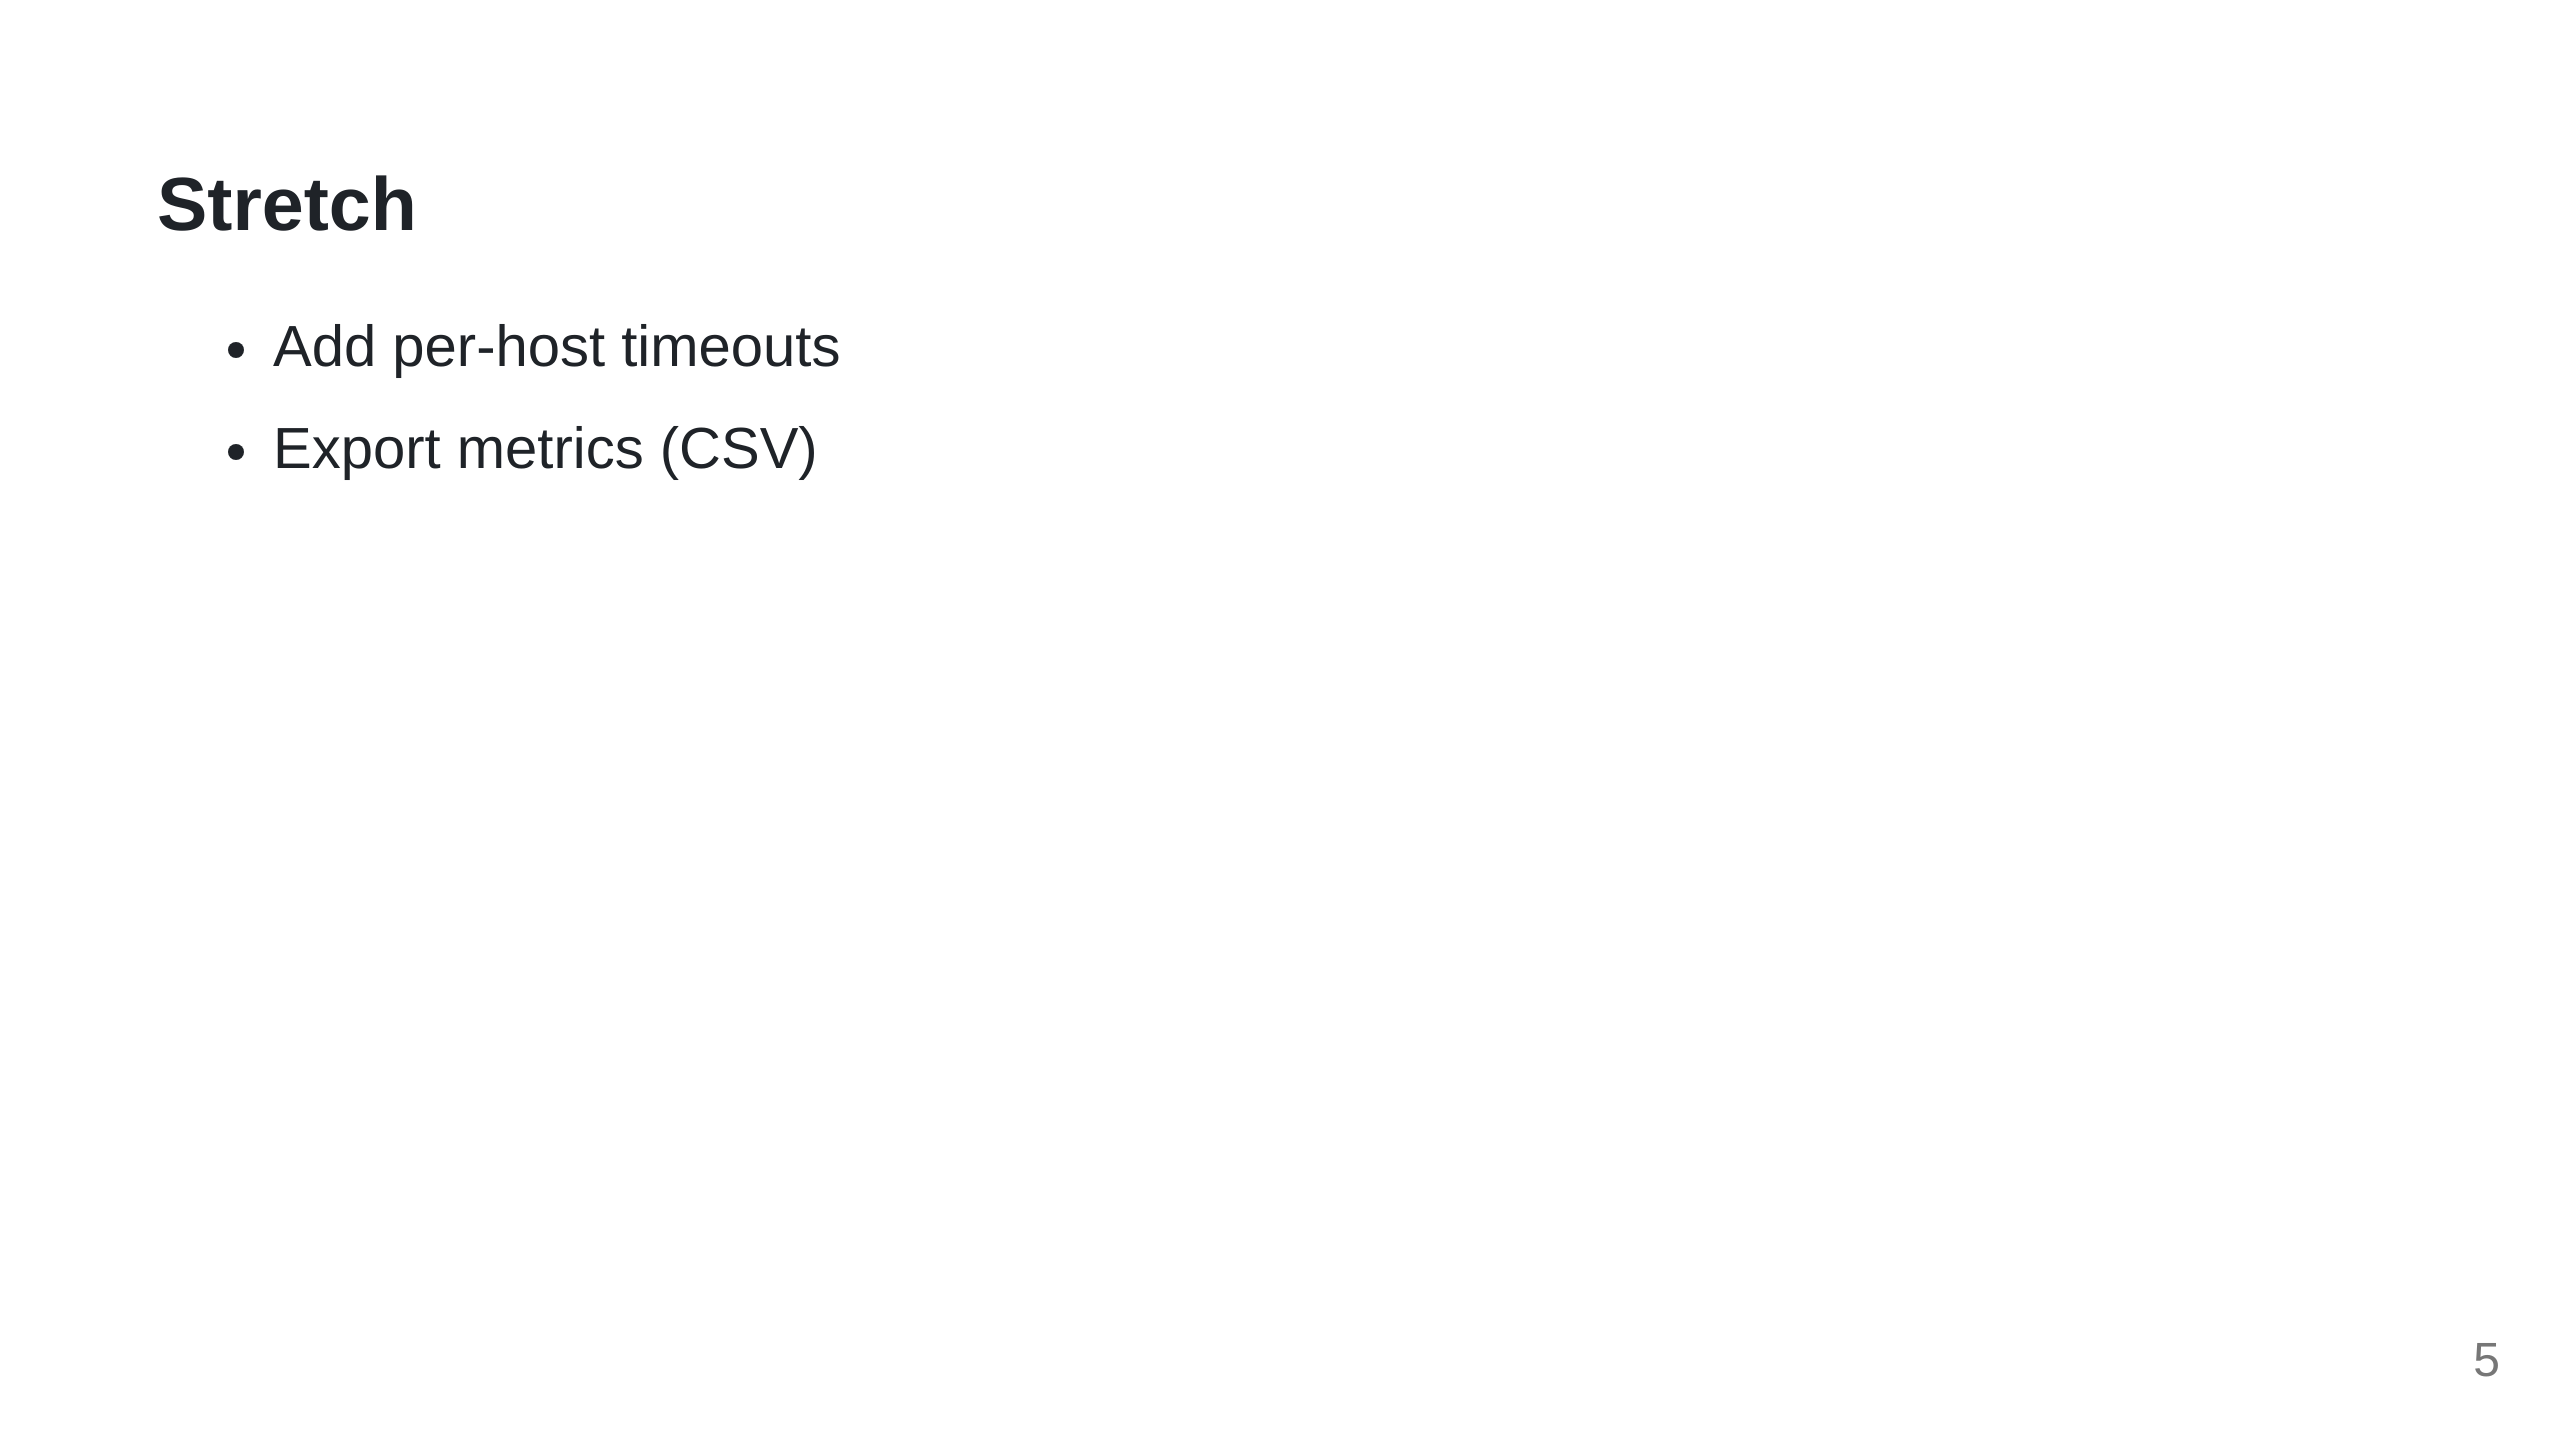 Stretch
• Add per-host timeouts
• Export metrics (CSV)
5